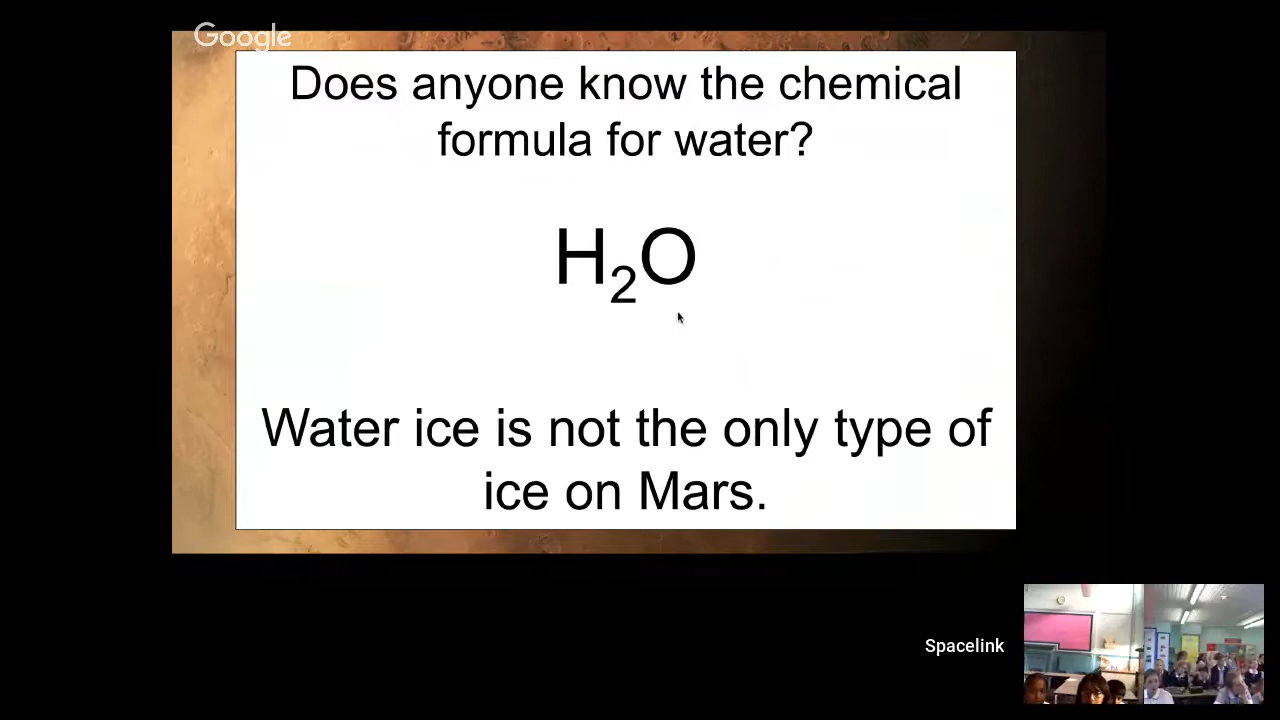 Google
Does anyone know the chemical
formula for water?
H₂O
Water ice is not the only type of
ice on Mars.
Spacelink